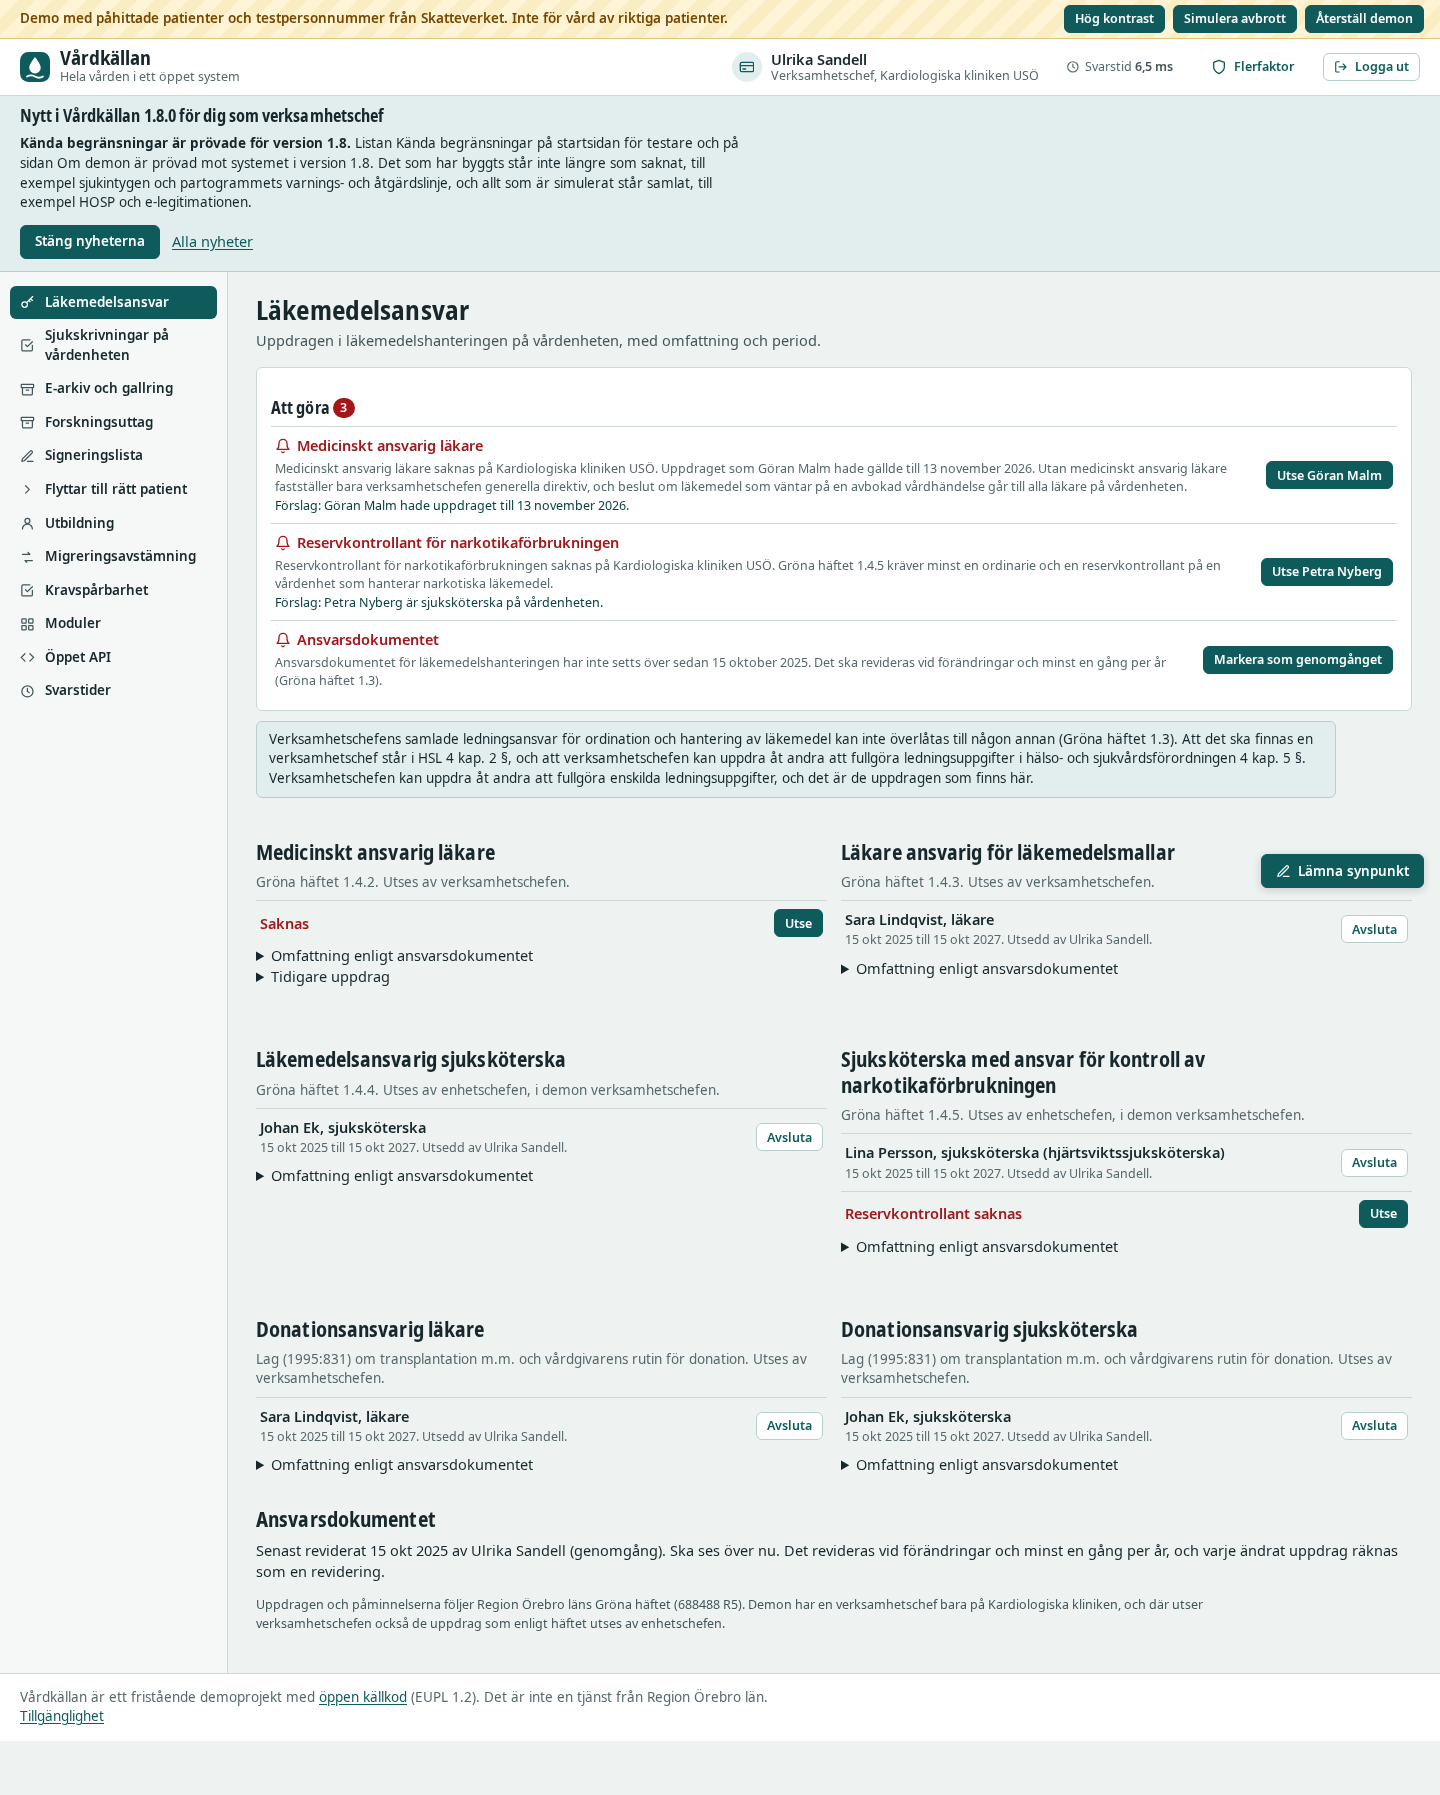 Demo med påhittade patienter och testpersonnummer från Skatteverket. Inte för vård av riktiga patienter.
Hög kontrast
Simulera avbrott
Återställ demon
Vårdkällan
Hela vården i ett öppet system
Ulrika Sandell
Verksamhetschef, Kardiologiska kliniken USÖ
Svarstid 6,5 ms
Flerfaktor
Logga ut
Nytt i Vårdkällan 1.8.0 för dig som verksamhetschef
Kända begränsningar är prövade för version 1.8. Listan Kända begränsningar på startsidan för testare och på
sidan Om demon är prövad mot systemet i version 1.8. Det som har byggts står inte längre som saknat, till
exempel sjukintygen och partogrammets varnings- och åtgärdslinje, och allt som är simulerat står samlat, till
exempel HOSP och e-legitimationen.
Stäng nyheterna
Alla nyheter
Läkemedelsansvar
Sjukskrivningar på
vårdenheten
E-arkiv och gallring
Forskningsuttag
Signeringslista
Flyttar till rätt patient
Utbildning
Migreringsavstämning
Kravspårbarhet
Moduler
Öppet API
Svarstider
Läkemedelsansvar
Uppdragen i läkemedelshanteringen på vårdenheten, med omfattning och period.
Att göra 3
Medicinskt ansvarig läkare
Medicinskt ansvarig läkare saknas på Kardiologiska kliniken USÖ. Uppdraget som Göran Malm hade gällde till 13 november 2026. Utan medicinskt ansvarig läkare
fastställer bara verksamhetschefen generella direktiv, och beslut om läkemedel som väntar på en avbokad vårdhändelse går till alla läkare på vårdenheten.
Förslag: Göran Malm hade uppdraget till 13 november 2026.
Utse Göran Malm
Reservkontrollant för narkotikaförbrukningen
Reservkontrollant för narkotikaförbrukningen saknas på Kardiologiska kliniken USÖ. Gröna häftet 1.4.5 kräver minst en ordinarie och en reservkontrollant på en
vårdenhet som hanterar narkotiska läkemedel.
Förslag: Petra Nyberg är sjuksköterska på vårdenheten.
Utse Petra Nyberg
Ansvarsdokumentet
Ansvarsdokumentet för läkemedelshanteringen har inte setts över sedan 15 oktober 2025. Det ska revideras vid förändringar och minst en gång per år
(Gröna häftet 1.3).
Markera som genomgånget
Verksamhetschefens samlade ledningsansvar för ordination och hantering av läkemedel kan inte överlåtas till någon annan (Gröna häftet 1.3). Att det ska finnas en
verksamhetschef står i HSL 4 kap. 2 §, och att verksamhetschefen kan uppdra åt andra att fullgöra ledningsuppgifter i hälso- och sjukvårdsförordningen 4 kap. 5 §.
Verksamhetschefen kan uppdra åt andra att fullgöra enskilda ledningsuppgifter, och det är de uppdragen som finns här.
Medicinskt ansvarig läkare
Gröna häftet 1.4.2. Utses av verksamhetschefen.
Saknas
Utse
Omfattning enligt ansvarsdokumentet
Tidigare uppdrag
Läkare ansvarig för läkemedelsmallar
Gröna häftet 1.4.3. Utses av verksamhetschefen.
Lämna synpunkt
Sara Lindqvist, läkare
15 okt 2025 till 15 okt 2027. Utsedd av Ulrika Sandell.
Avsluta
Omfattning enligt ansvarsdokumentet
Läkemedelsansvarig sjuksköterska
Gröna häftet 1.4.4. Utses av enhetschefen, i demon verksamhetschefen.
Johan Ek, sjuksköterska
15 okt 2025 till 15 okt 2027. Utsedd av Ulrika Sandell.
Avsluta
Omfattning enligt ansvarsdokumentet
Sjuksköterska med ansvar för kontroll av
narkotikaförbrukningen
Gröna häftet 1.4.5. Utses av enhetschefen, i demon verksamhetschefen.
Lina Persson, sjuksköterska (hjärtsviktssjuksköterska)
15 okt 2025 till 15 okt 2027. Utsedd av Ulrika Sandell.
Avsluta
Reservkontrollant saknas
Utse
Omfattning enligt ansvarsdokumentet
Donationsansvarig läkare
Lag (1995:831) om transplantation m.m. och vårdgivarens rutin för donation. Utses av
verksamhetschefen.
Sara Lindqvist, läkare
15 okt 2025 till 15 okt 2027. Utsedd av Ulrika Sandell.
Avsluta
Omfattning enligt ansvarsdokumentet
Donationsansvarig sjuksköterska
Lag (1995:831) om transplantation m.m. och vårdgivarens rutin för donation. Utses av
verksamhetschefen.
Johan Ek, sjuksköterska
15 okt 2025 till 15 okt 2027. Utsedd av Ulrika Sandell.
Avsluta
Omfattning enligt ansvarsdokumentet
Ansvarsdokumentet
Senast reviderat 15 okt 2025 av Ulrika Sandell (genomgång). Ska ses över nu. Det revideras vid förändringar och minst en gång per år, och varje ändrat uppdrag räknas
som en revidering.
Uppdragen och påminnelserna följer Region Örebro läns Gröna häftet (688488 R5). Demon har en verksamhetschef bara på Kardiologiska kliniken, och där utser
verksamhetschefen också de uppdrag som enligt häftet utses av enhetschefen.
Vårdkällan är ett fristående demoprojekt med öppen källkod (EUPL 1.2). Det är inte en tjänst från Region Örebro län.
Tillgänglighet